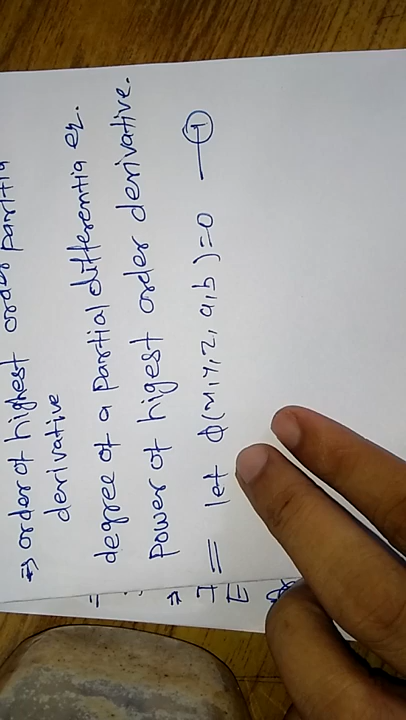 ⇒ order of highest order partia
derivative
degree of a partial differentia eq.
Power of higest order derivative.
let ϕ(x,y,z,a,b)=0 —①